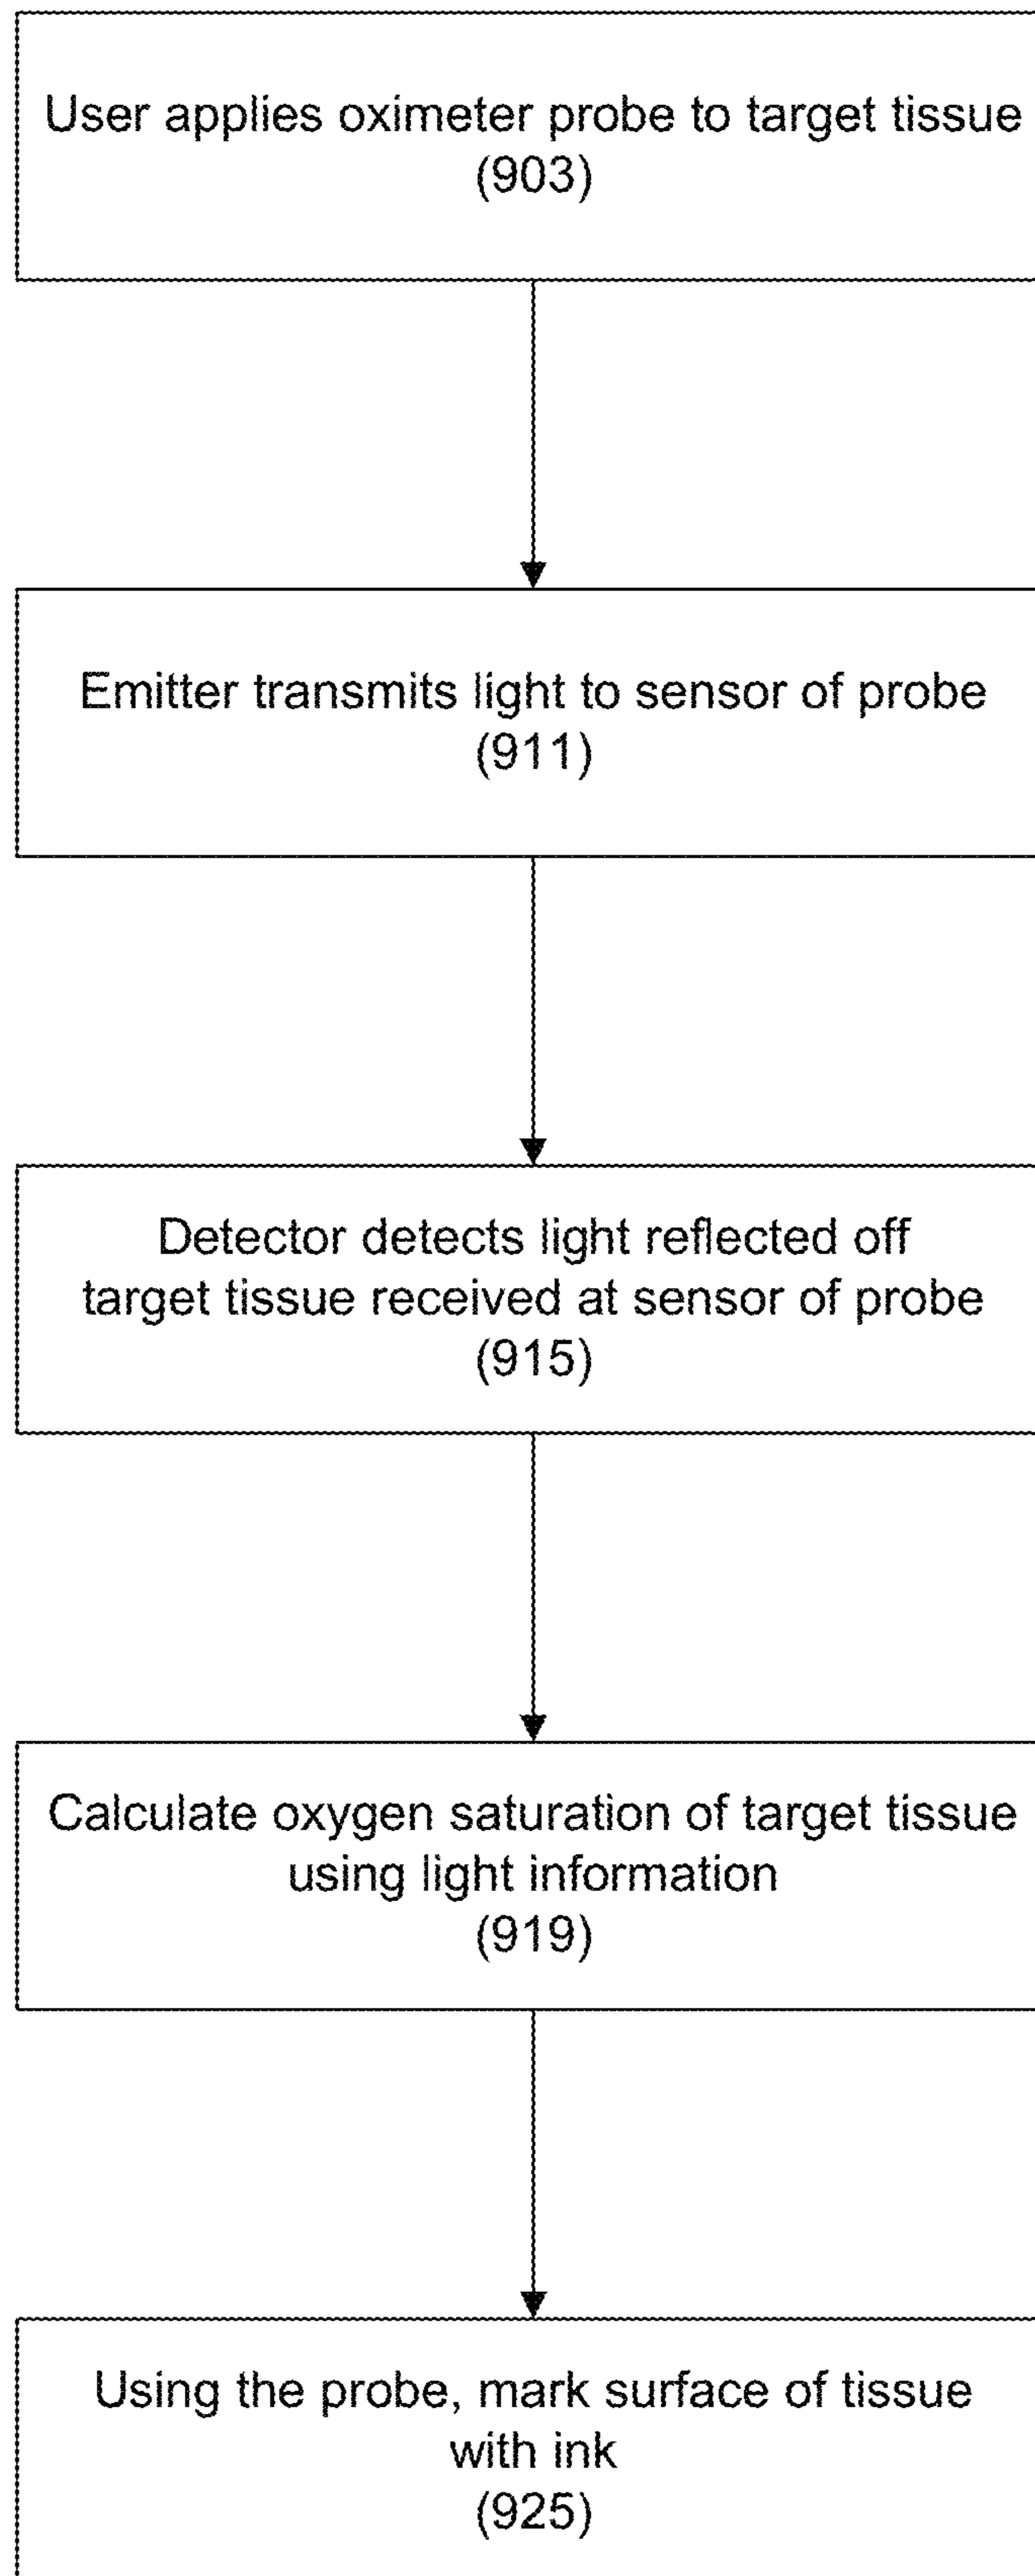 User applies oximeter probe to target tissue
(903)
Emitter transmits light to sensor of probe
(911)
Detector detects light reflected off
target tissue received at sensor of probe
(915)
Calculate oxygen saturation of target tissue
using light information
(919)
Using the probe, mark surface of tissue
with ink
(925)